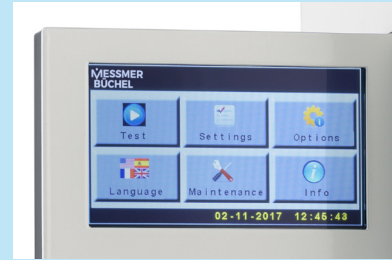 MESSMER
BÜCHEL
Test
Settings
Options
Language
Maintenance
Info
02-11-2017 12:45:43